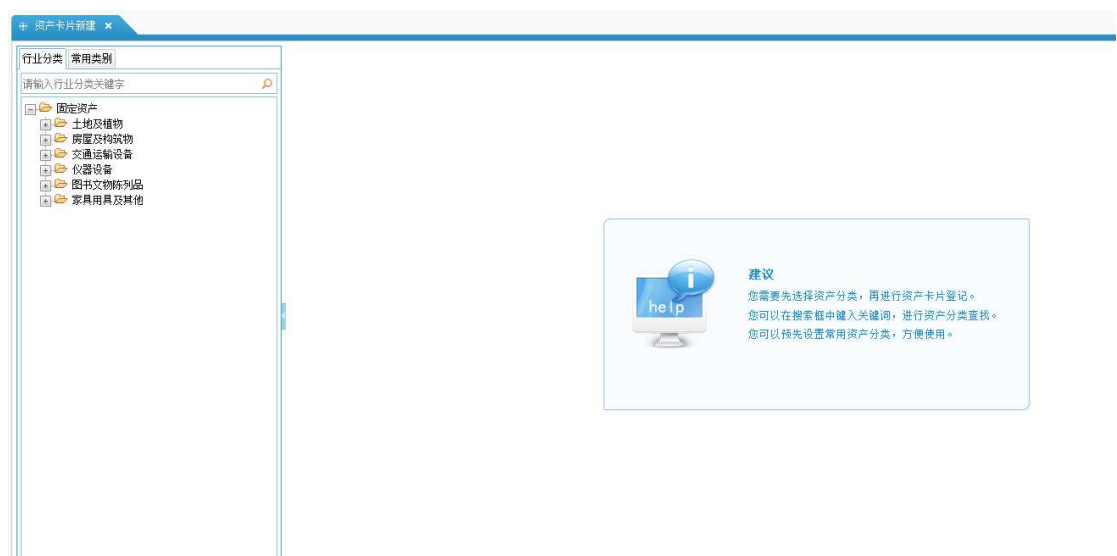 资产卡片新建 ×
行业分类 常用类别
请输入行业分类关键字
固定资产
土地及植物
房屋及构筑物
交通运输设备
仪器设备
图书文物陈列品
家具用具及其他
help
i
建议
您需要先选择资产分类，再进行资产卡片登记。
您可以在搜索框中键入关键词，进行资产分类查找。
您可以预先设置常用资产分类，方便使用。